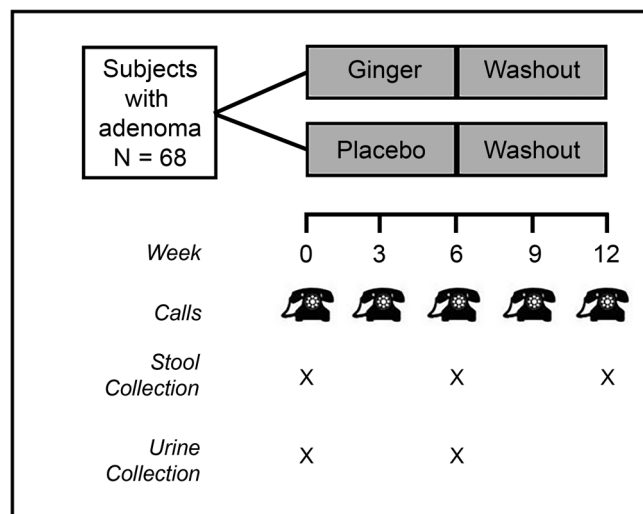 Subjects
with
adenoma
N = 68
Ginger
Washout
Placebo
Washout
Week
0 3 6 9 12
Calls
Stool
Collection
X X X
Urine
Collection
X X